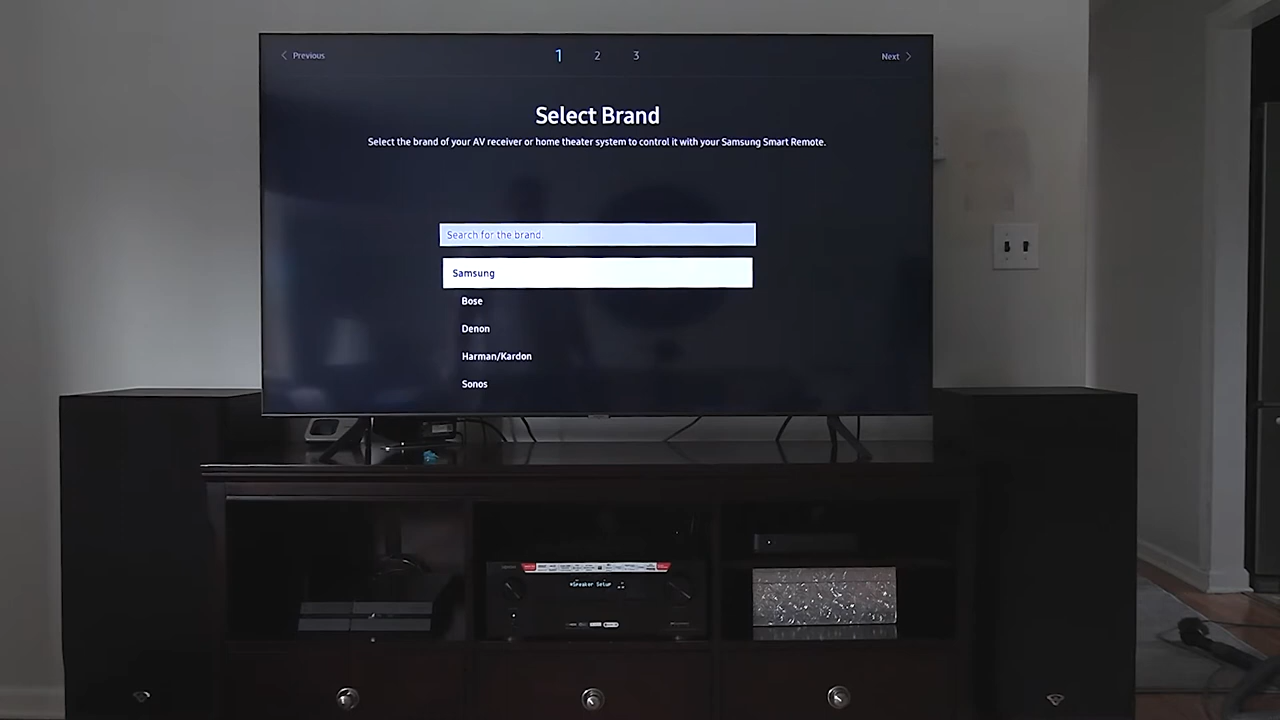 Previous
1 2 3
Next
Select Brand
Select the brand of your AV receiver or home theater system to control it with your Samsung Smart Remote.
Search for the brand.
Samsung
Bose
Denon
Harman/Kardon
Sonos
*Speaker Setup